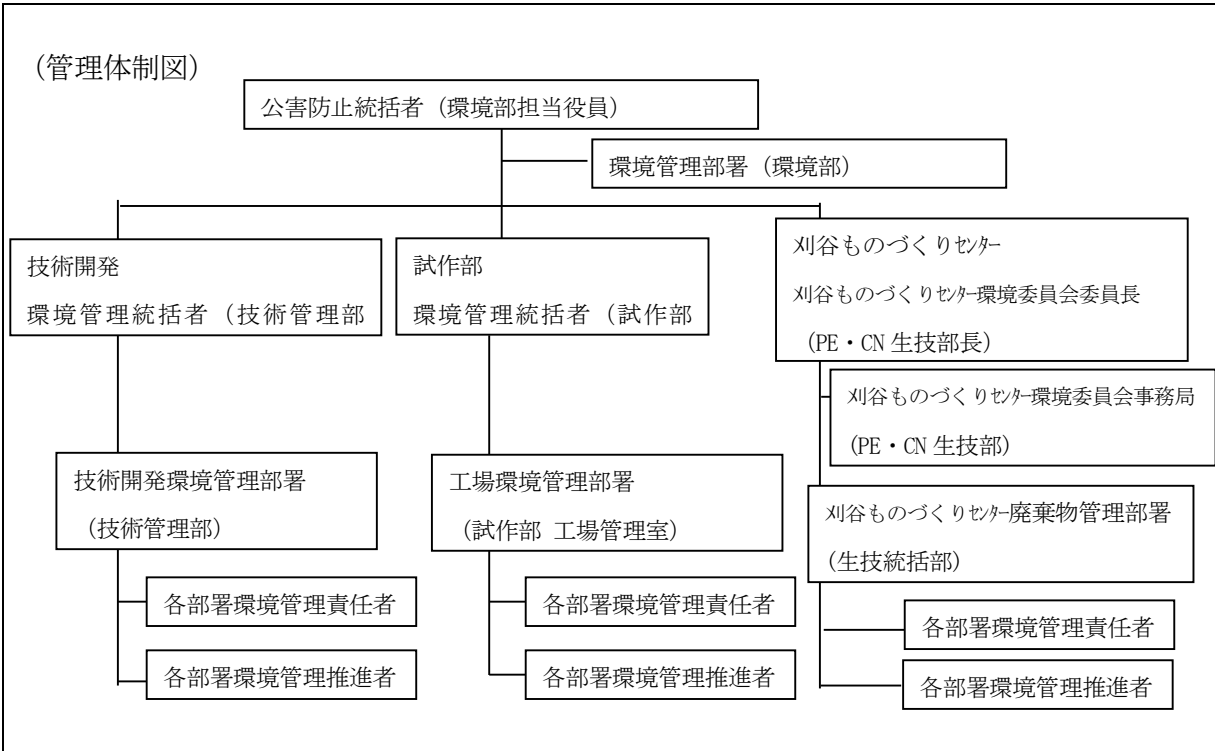 （管理体制図）
公害防止統括者（環境部担当役員）
環境管理部署（環境部）
技術開発
環境管理統括者（技術管理部
試作部
環境管理統括者（試作部
刈谷ものづくりｾﾝﾀｰ
刈谷ものづくりｾﾝﾀｰ環境委員会委員長
（PE・CN 生技部長）
刈谷ものづくりｾﾝﾀｰ環境委員会事務局
（PE・CN 生技部）
技術開発環境管理部署
（技術管理部）
工場環境管理部署
（試作部 工場管理室）
刈谷ものづくりｾﾝﾀｰ廃棄物管理部署
（生技統括部）
各部署環境管理責任者
各部署環境管理推進者
各部署環境管理責任者
各部署環境管理推進者
各部署環境管理責任者
各部署環境管理推進者